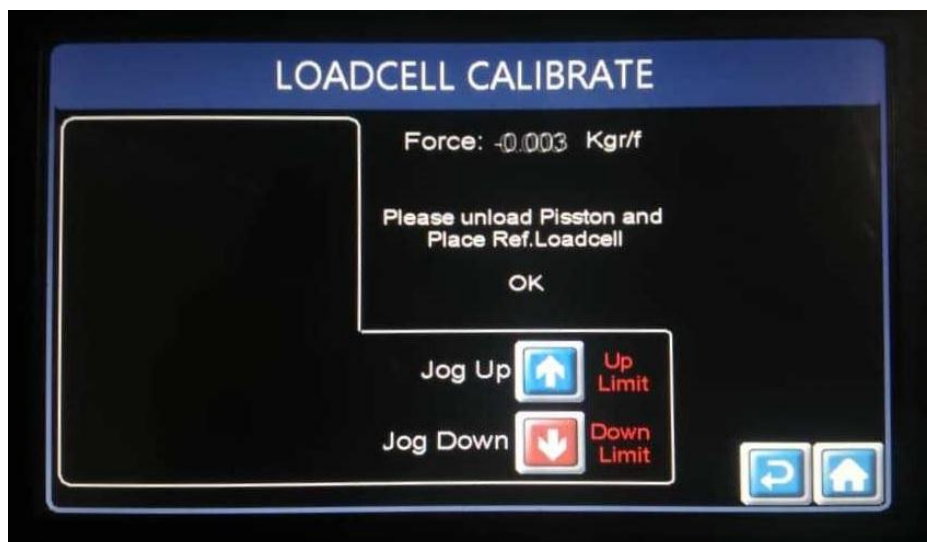 LOADCELL CALIBRATE
Force: -0.003 Kgr/f
Please unload Pisston and
Place Ref.Loadcell
OK
Jog Up
Up
Limit
Jog Down
Down
Limit